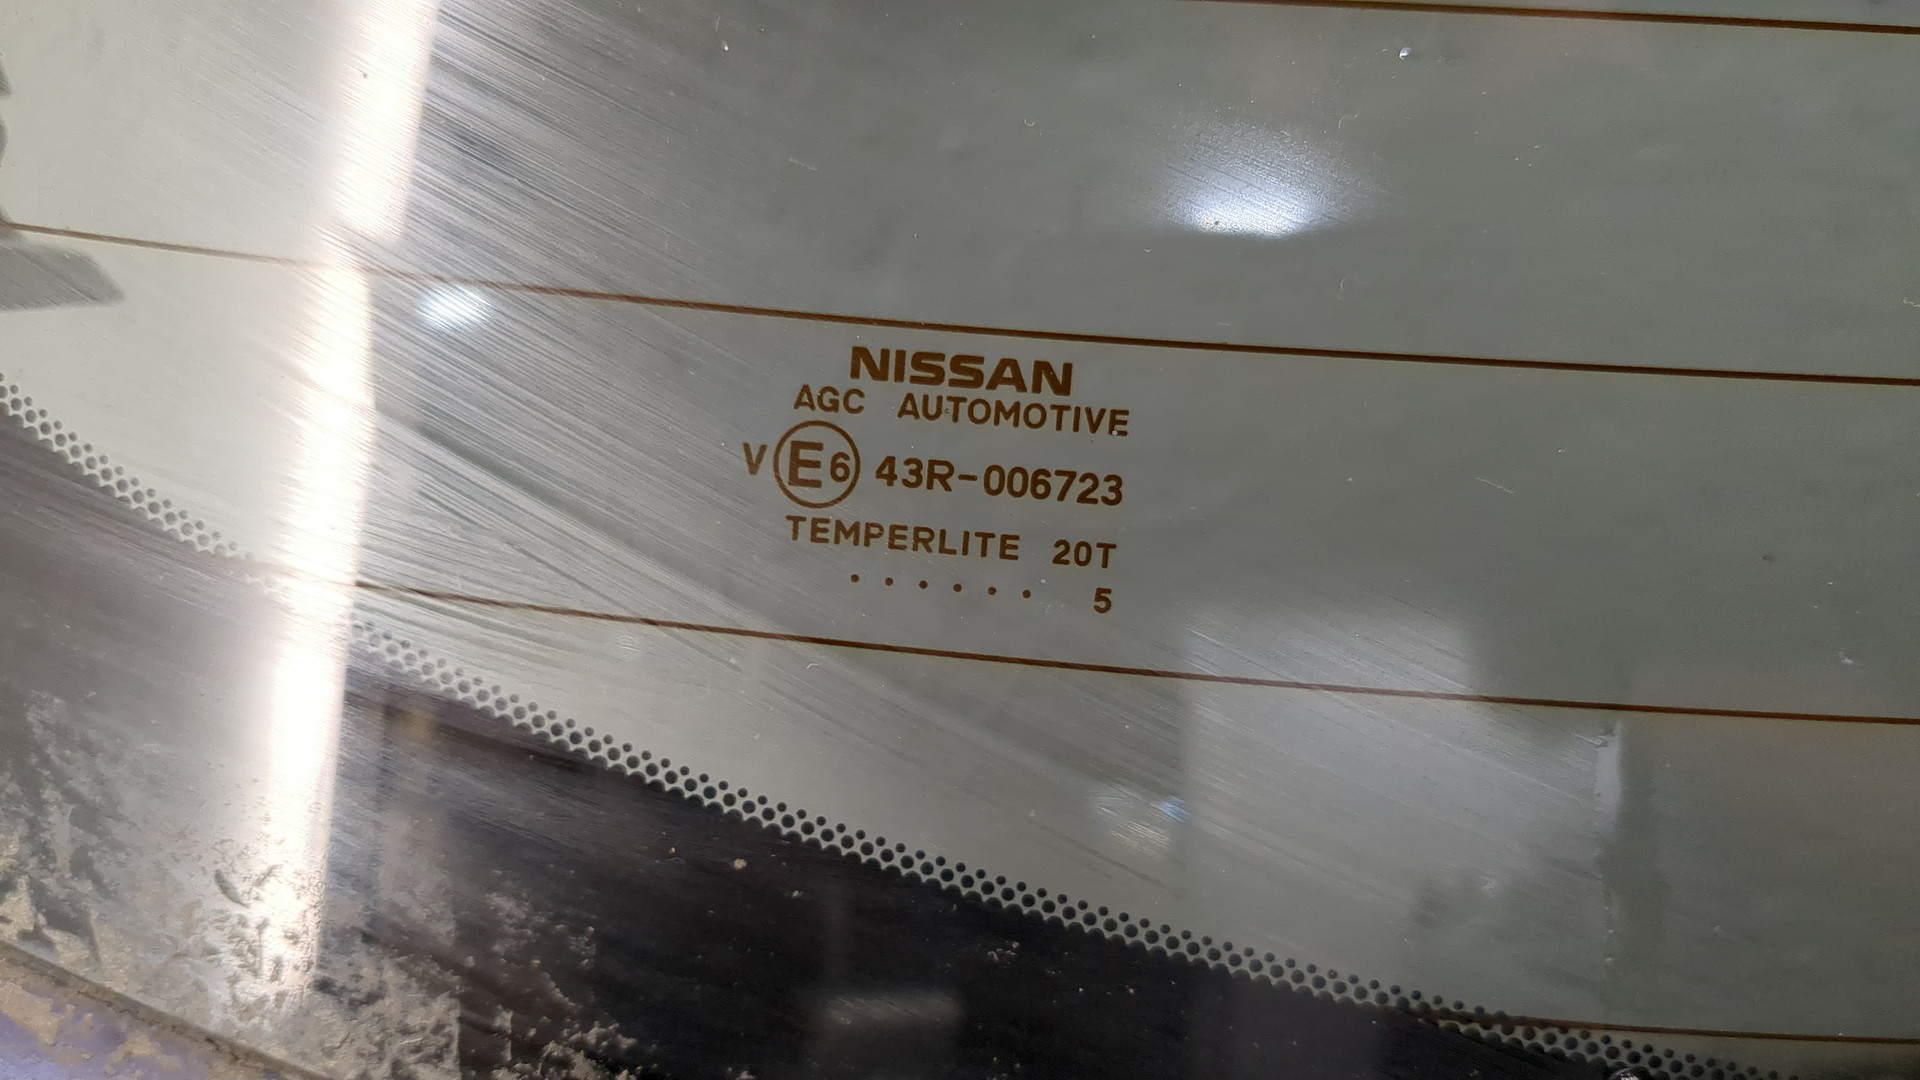 NISSAN
AGC AUTOMOTIVE
V E6 43R-006723
TEMPERLITE 20T
. . . . . . 5